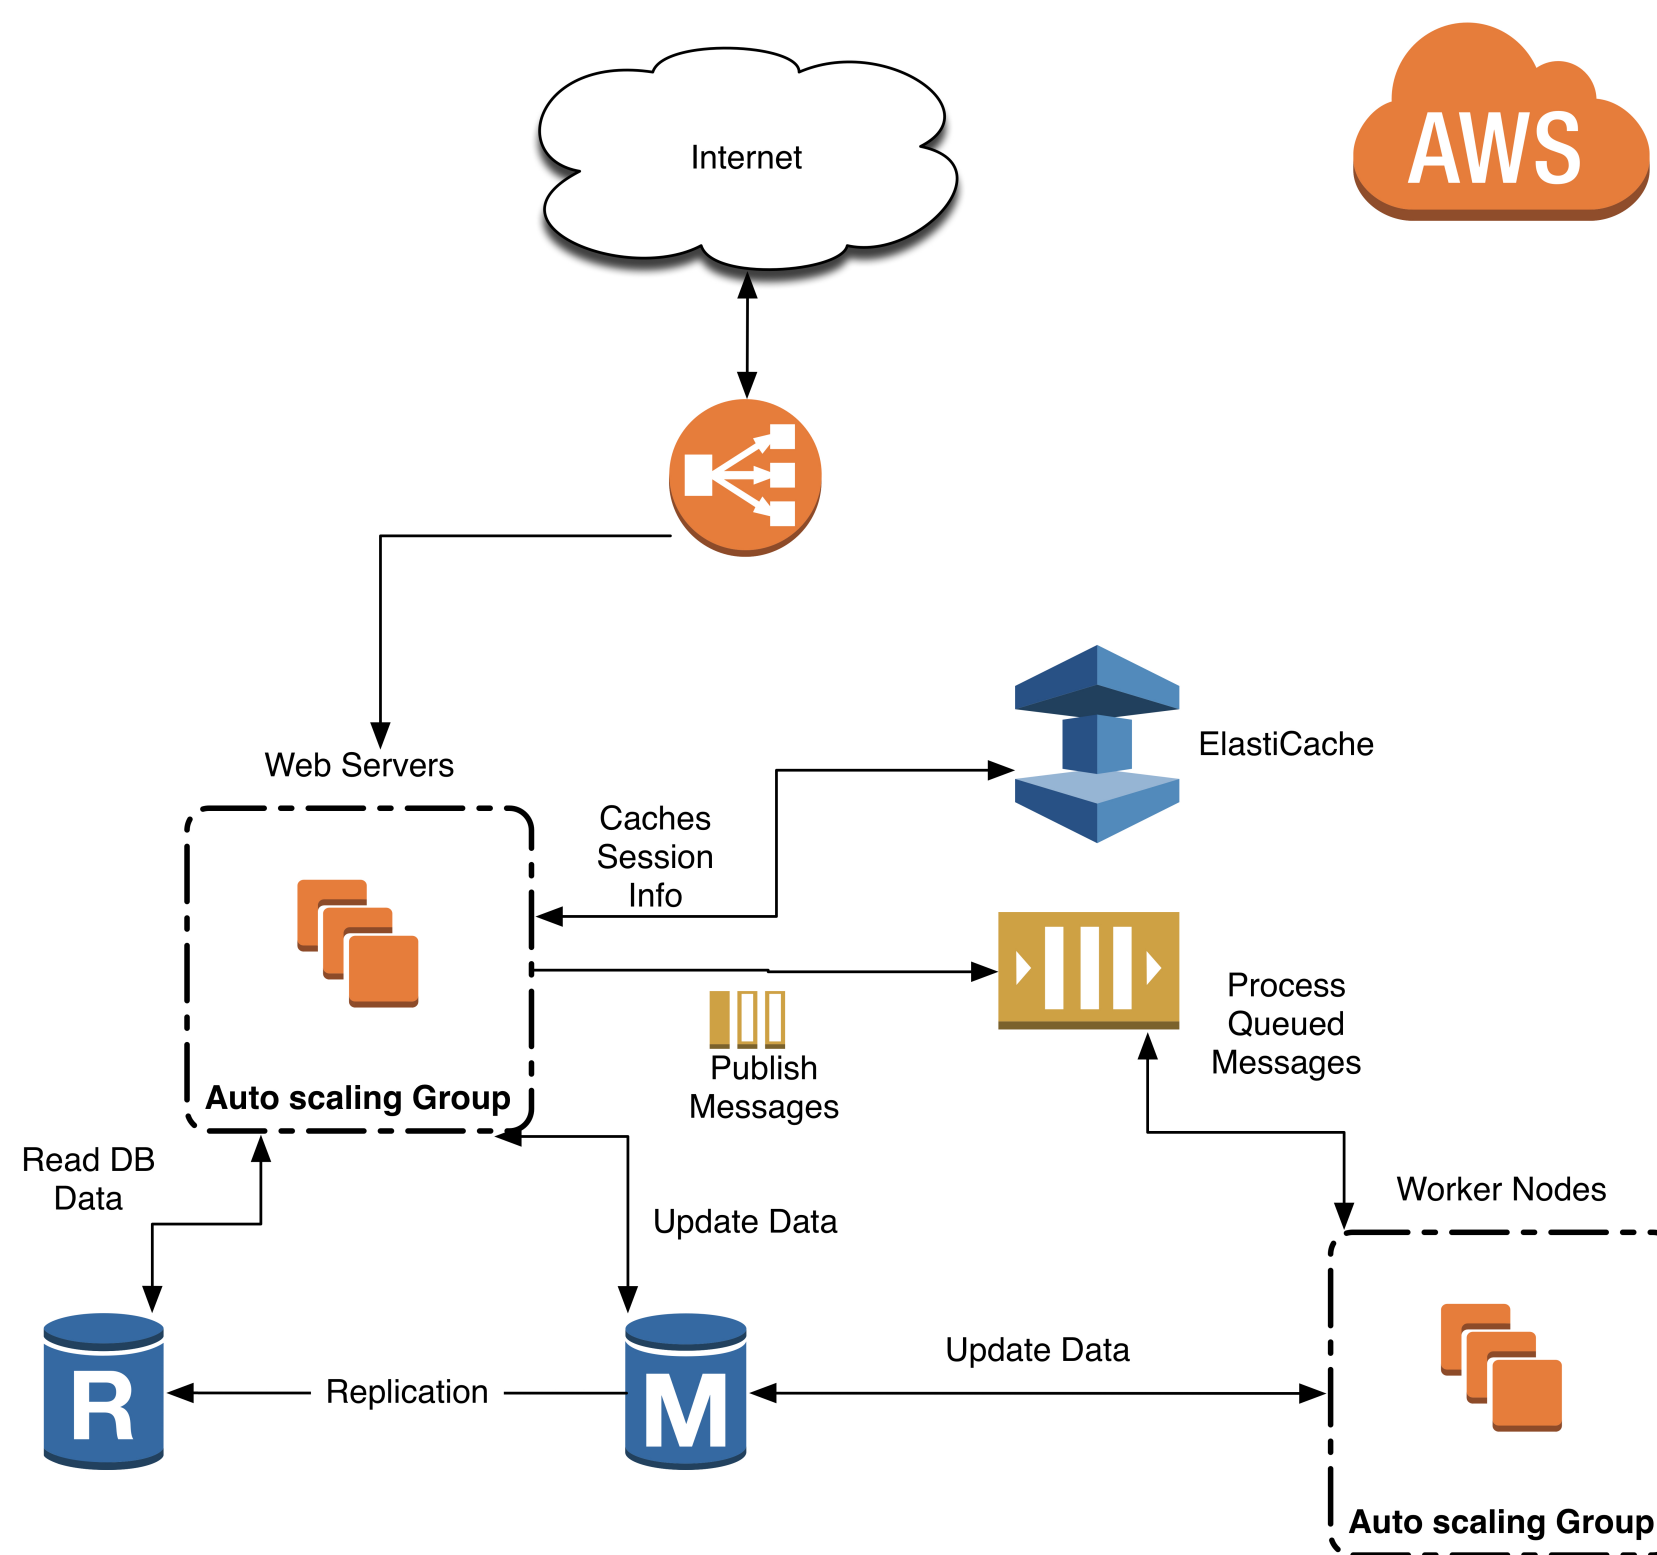 Internet
AWS
Web Servers
ElastiCache
Caches
Session
Info
Process
Queued
Messages
Publish
Messages
Auto scaling Group
Read DB
Data
Update Data
Worker Nodes
R
Replication
M
Update Data
Auto scaling Group